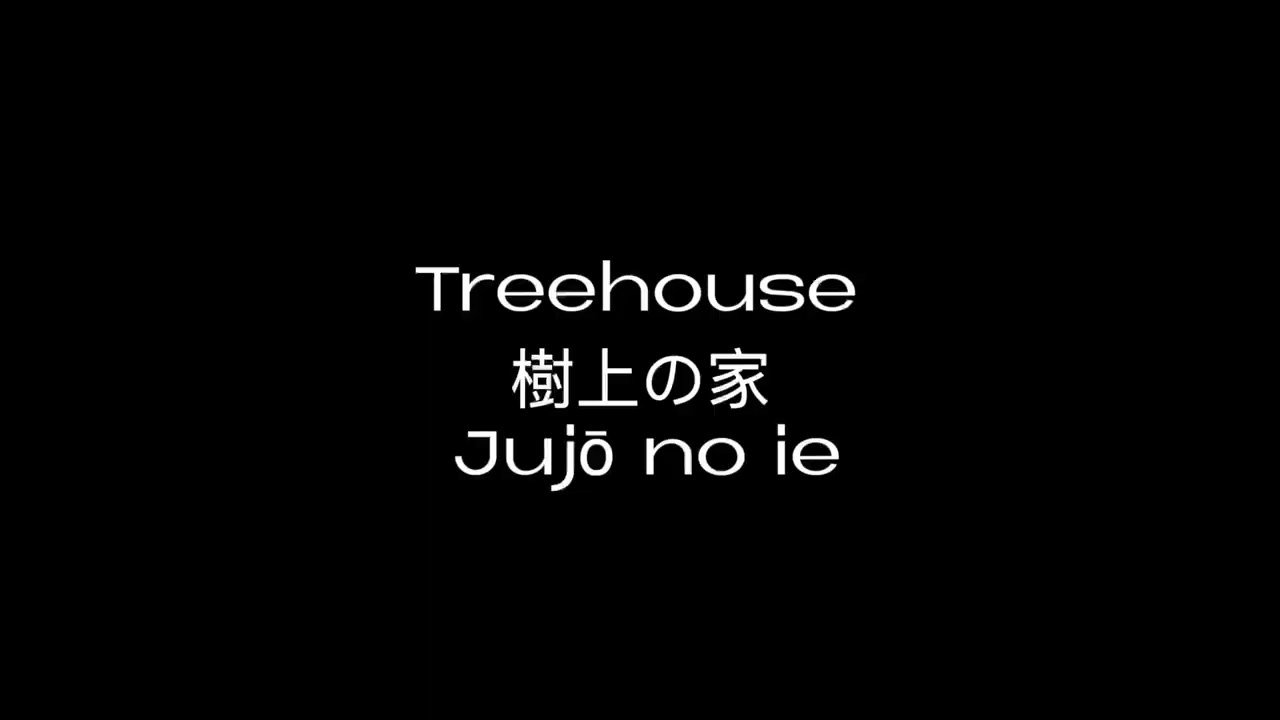 Treehouse
樹上の家
Jujō no ie